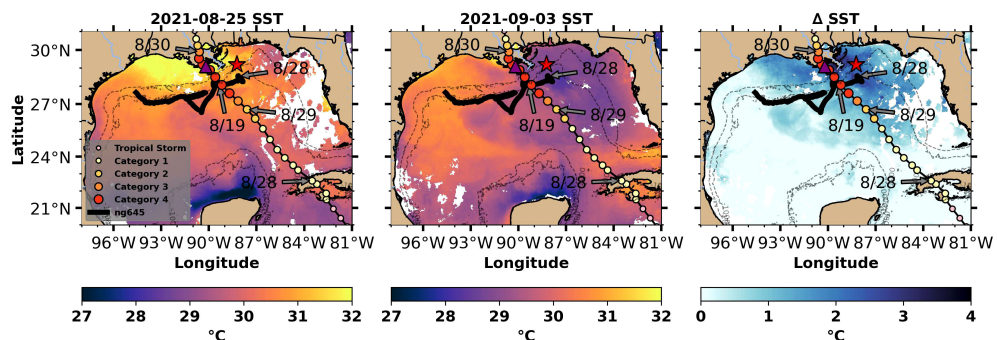 2021-08-25 SST
2021-09-03 SST
Δ SST
Latitude
30°N
27°N
24°N
21°N
8/30
8/28
8/29
8/19
8/28
Tropical Storm
Category 1
Category 2
Category 3
Category 4
ng645
96°W 93°W 90°W 87°W 84°W 81°W
Longitude
8/30
8/28
8/29
8/19
8/28
96°W 93°W 90°W 87°W 84°W 81°W
Longitude
8/30
8/28
8/29
8/19
8/28
96°W 93°W 90°W 87°W 84°W 81°W
Longitude
27 28 29 30 31 32
°C
27 28 29 30 31 32
°C
0 1 2 3 4
°C